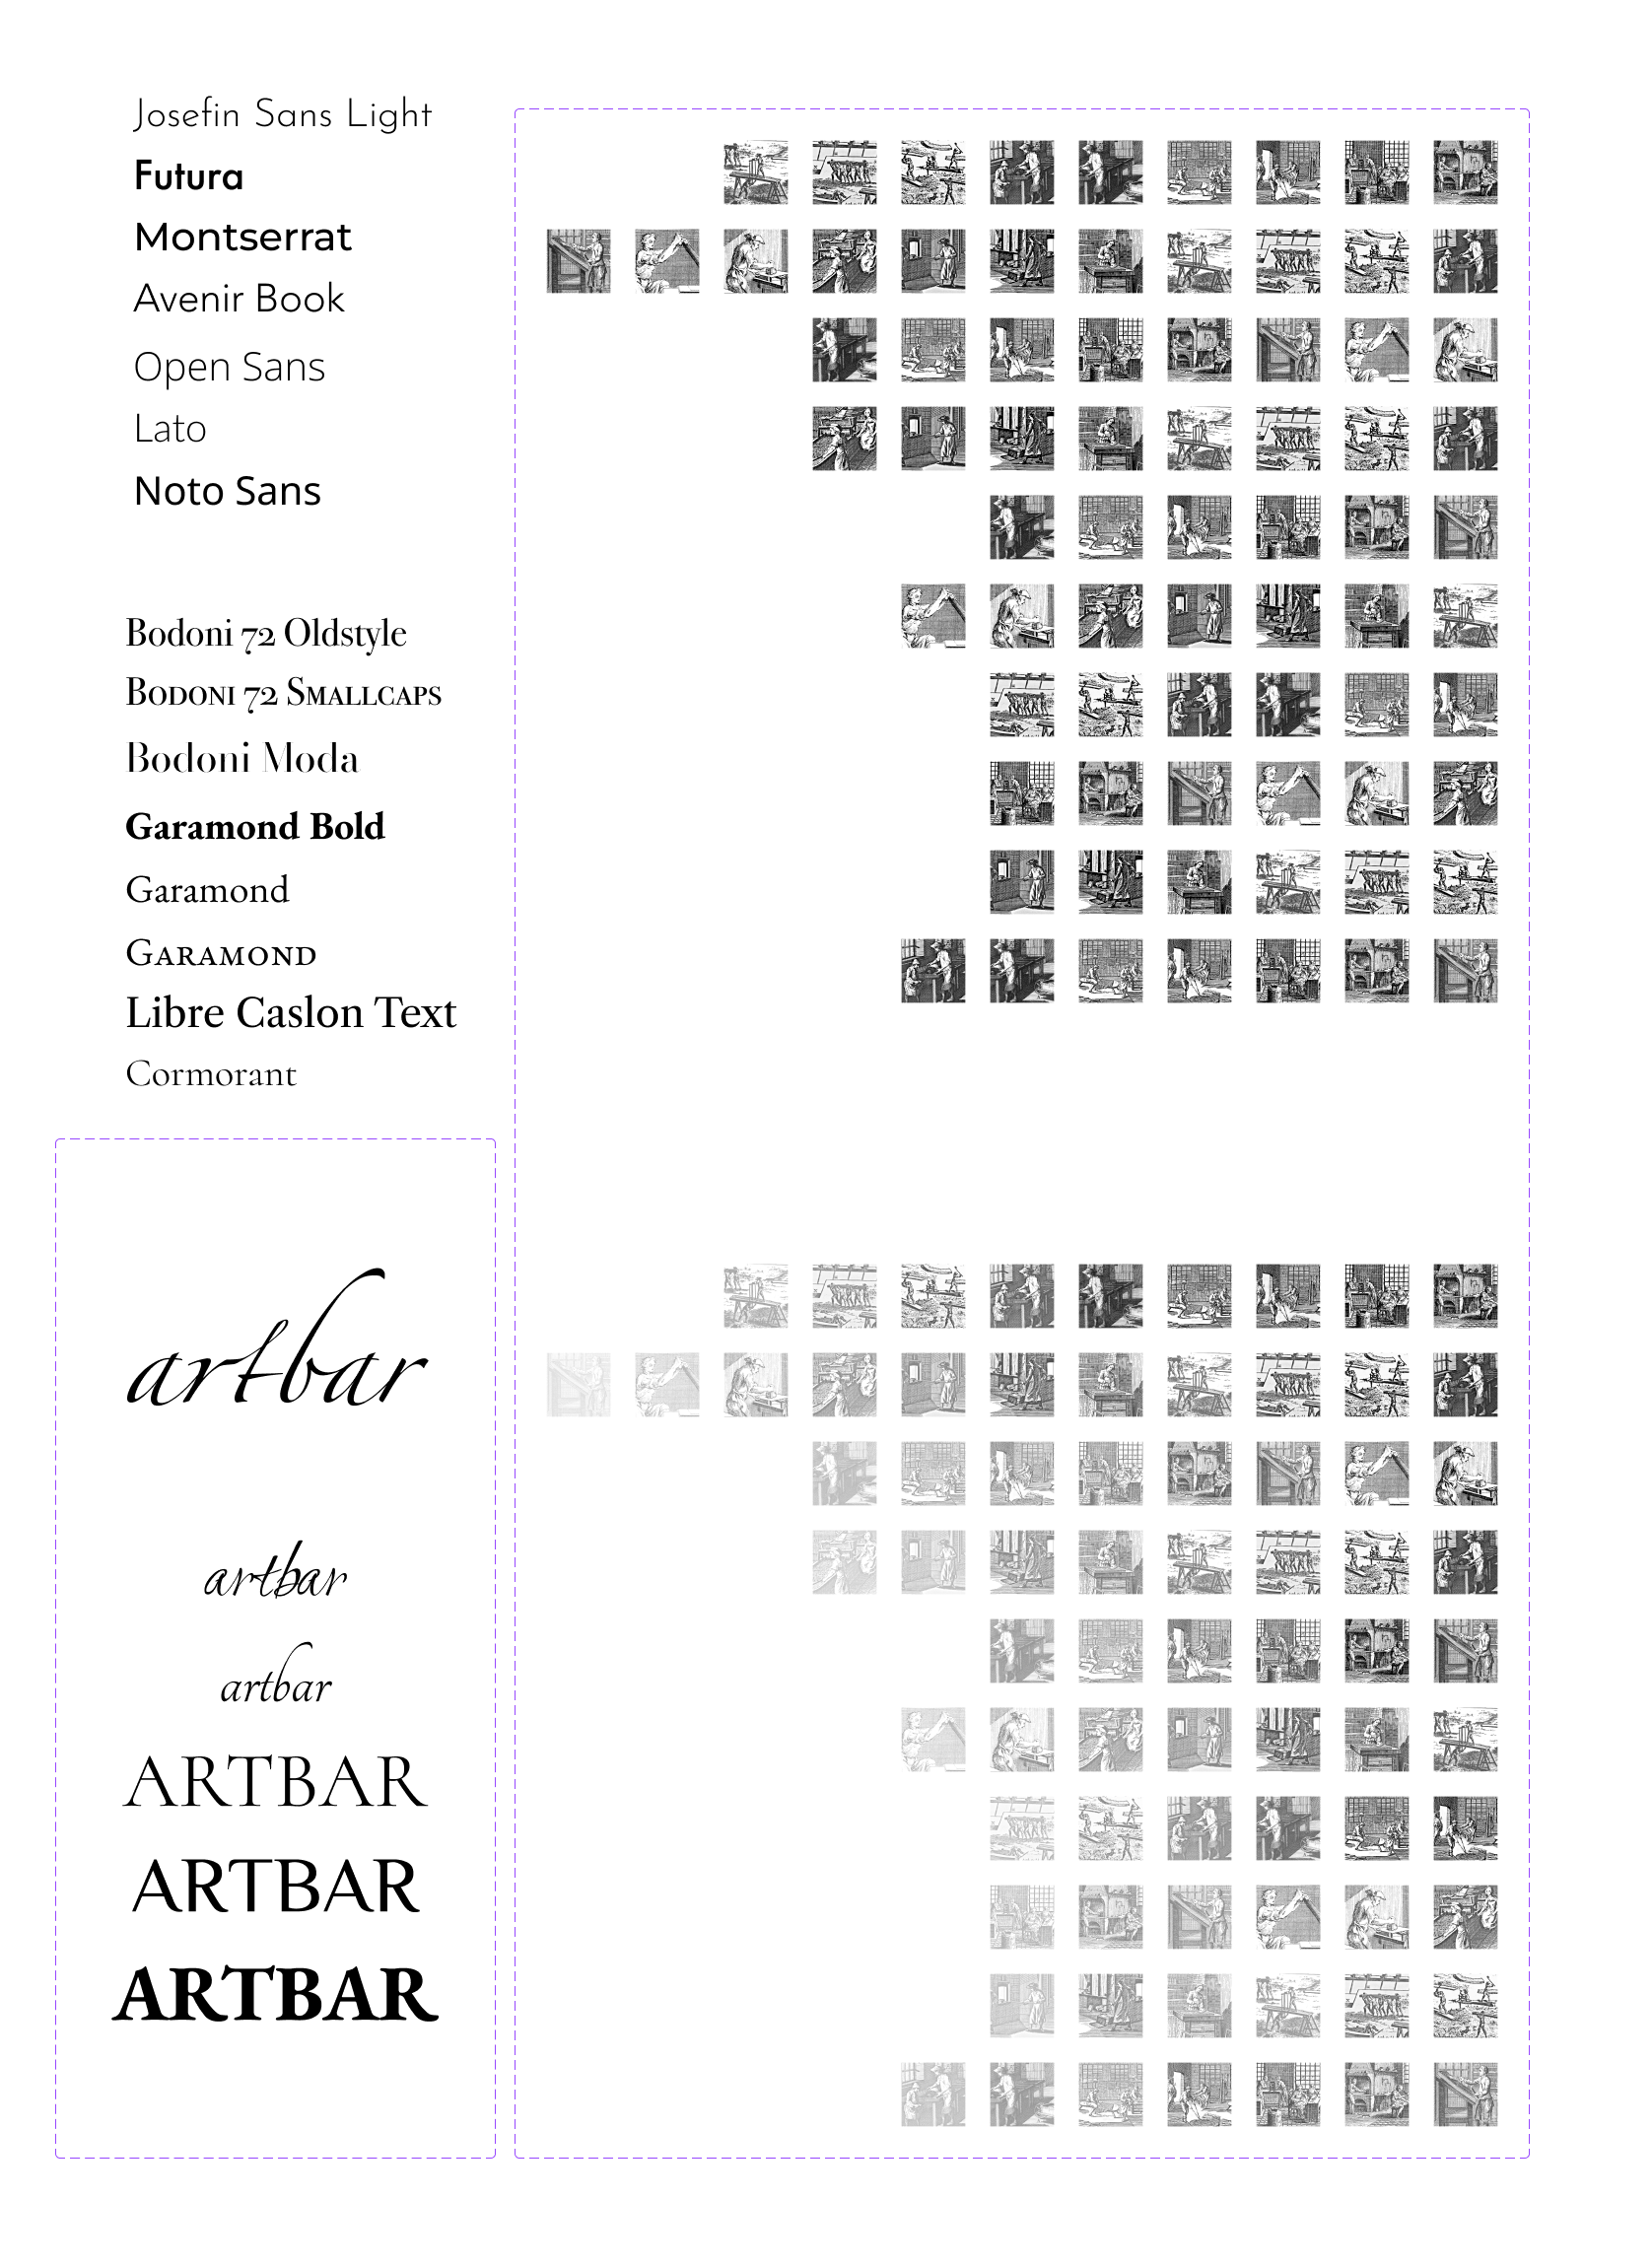 Josefin Sans Light
Futura
Montserrat
Avenir Book
Open Sans
Lato
Noto Sans
Bodoni 72 Oldstyle
Bodoni 72 Smallcaps
Bodoni Moda
Garamond Bold
Garamond
Garamond
Libre Caslon Text
Cormorant
artbar
artbar
artbar
ARTBAR
ARTBAR
ARTBAR